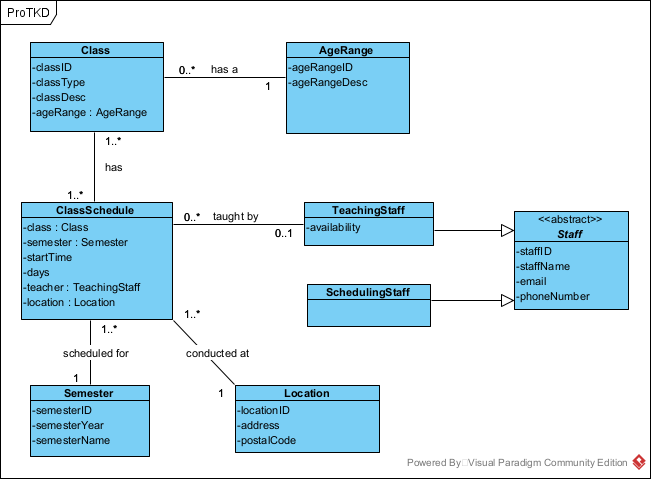 ProTKD
Class
-classID
-classType
-classDesc
-ageRange : AgeRange
0..*
has a
1
AgeRange
-ageRangeID
-ageRangeDesc
1..*
has
1..*
ClassSchedule
-class : Class
-semester : Semester
-startTime
-days
-teacher : TeachingStaff
-location : Location
0..*
taught by
0..1
TeachingStaff
-availability
<<abstract>>
Staff
-staffID
-staffName
-email
-phoneNumber
SchedulingStaff
1..*
scheduled for
1
1..*
conducted at
1
Semester
-semesterID
-semesterYear
-semesterName
Location
-locationID
-address
-postalCode
Powered By Visual Paradigm Community Edition